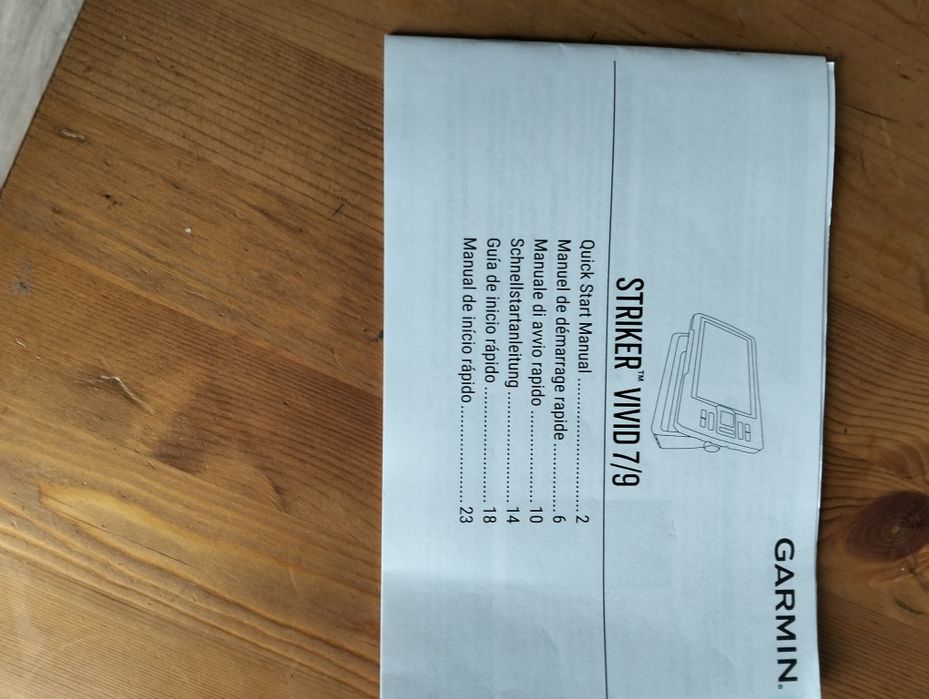 GARMIN®
STRIKER™ VIVID 7/9
Quick Start Manual ............................ 2
Manuel de démarrage rapide .............. 6
Manuale di avvio rapido .................... 10
Schnellstartanleitung ........................ 14
Guía de inicio rápido ......................... 18
Manual de início rápido ..................... 23